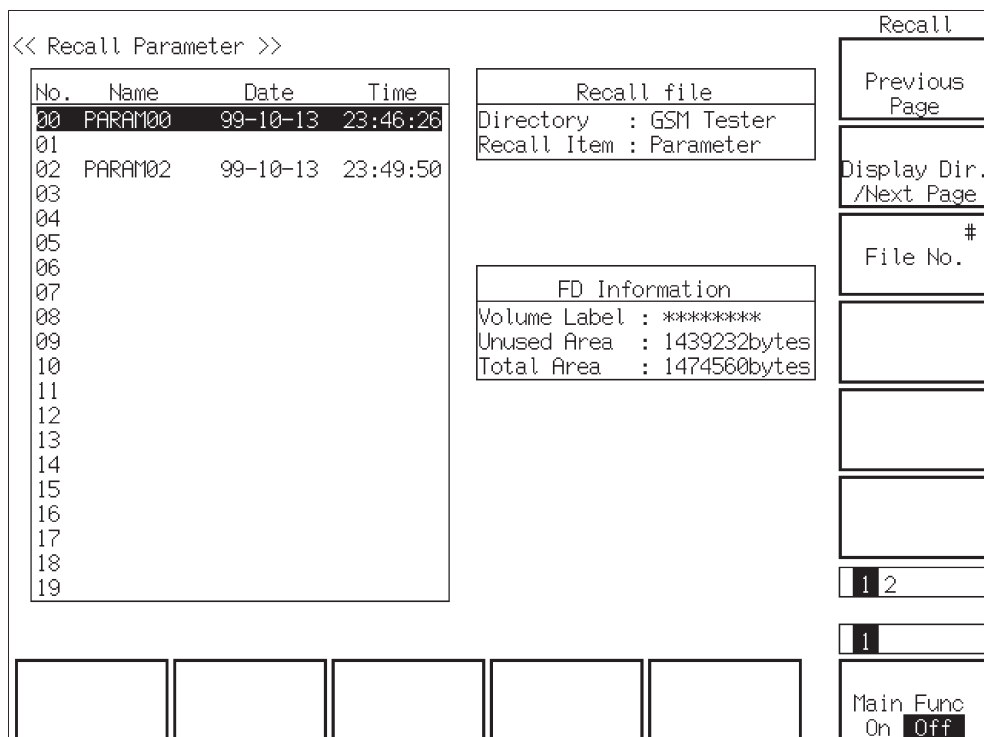 << Recall Parameter >>
No. Name Date Time
00 PARAM00 99-10-13 23:46:26
01
02 PARAM02 99-10-13 23:49:50
03
04
05
06
07
08
09
10
11
12
13
14
15
16
17
18
19
Recall file
Directory : GSM Tester
Recall Item : Parameter
FD Information
Volume Label : ********
Unused Area : 1439232bytes
Total Area : 1474560bytes
Recall
Previous
Page
Display Dir.
/Next Page
#
File No.
1 2
1
Main Func
On Off